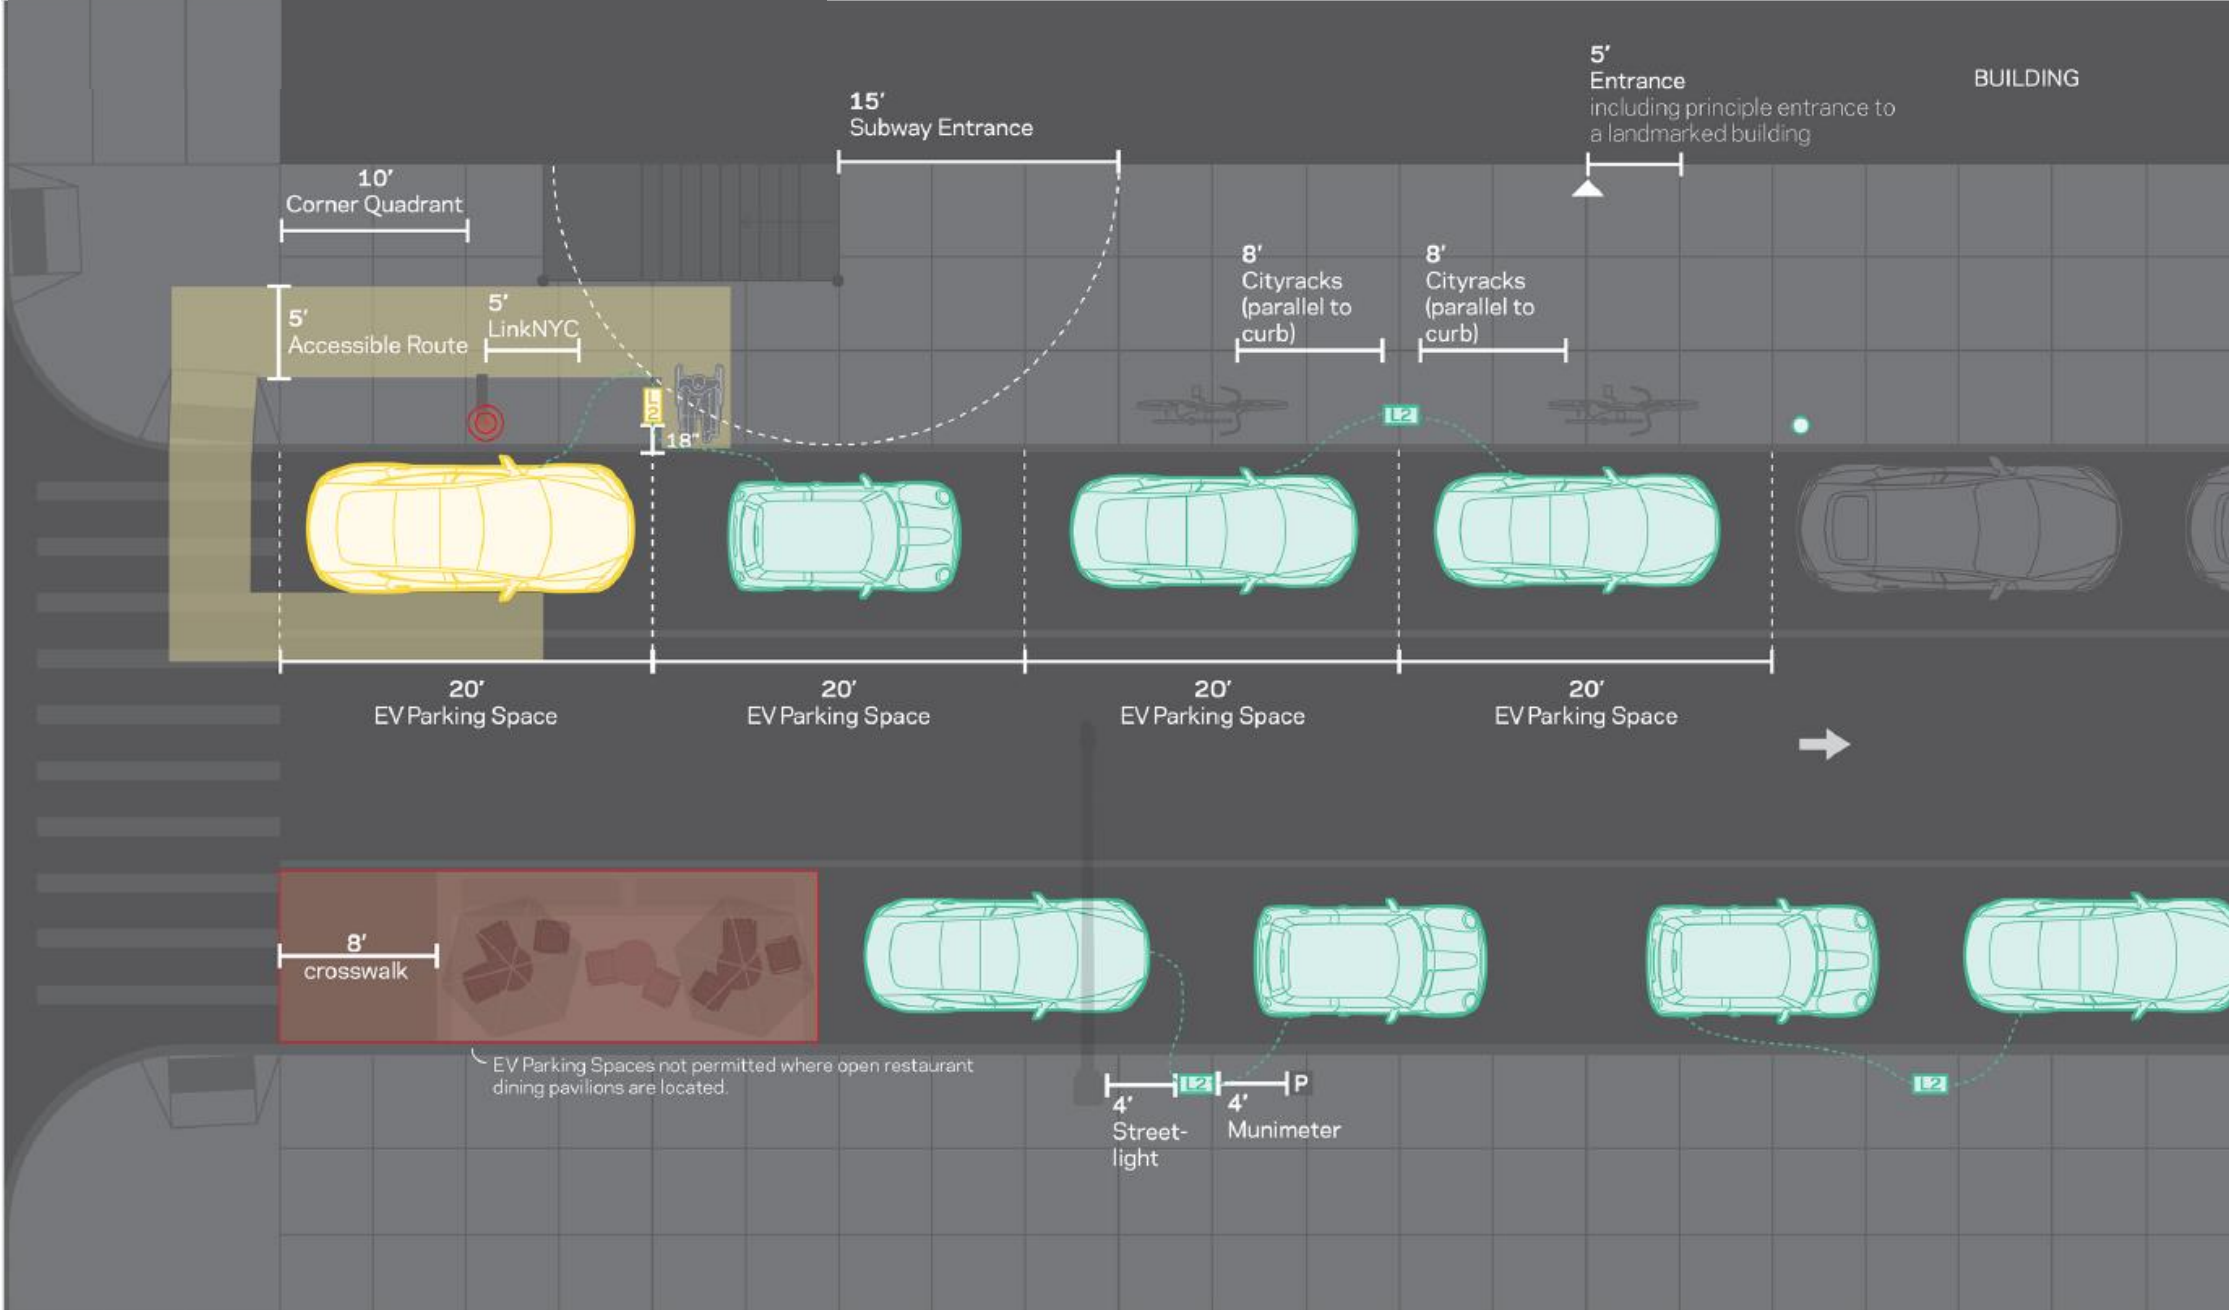 5′
Entrance
including principle entrance to
a landmarked building
BUILDING
15′
Subway Entrance
10′
Corner Quadrant
8′
Cityracks
(parallel to
curb)
8′
Cityracks
(parallel to
curb)
5′
Accessible Route
5′
LinkNYC
L2
18"
L2
20′
EV Parking Space
20′
EV Parking Space
20′
EV Parking Space
20′
EV Parking Space
8′
crosswalk
EV Parking Spaces not permitted where open restaurant
dining pavilions are located.
L2
P
4′
Street-
light
4′
Munimeter
L2